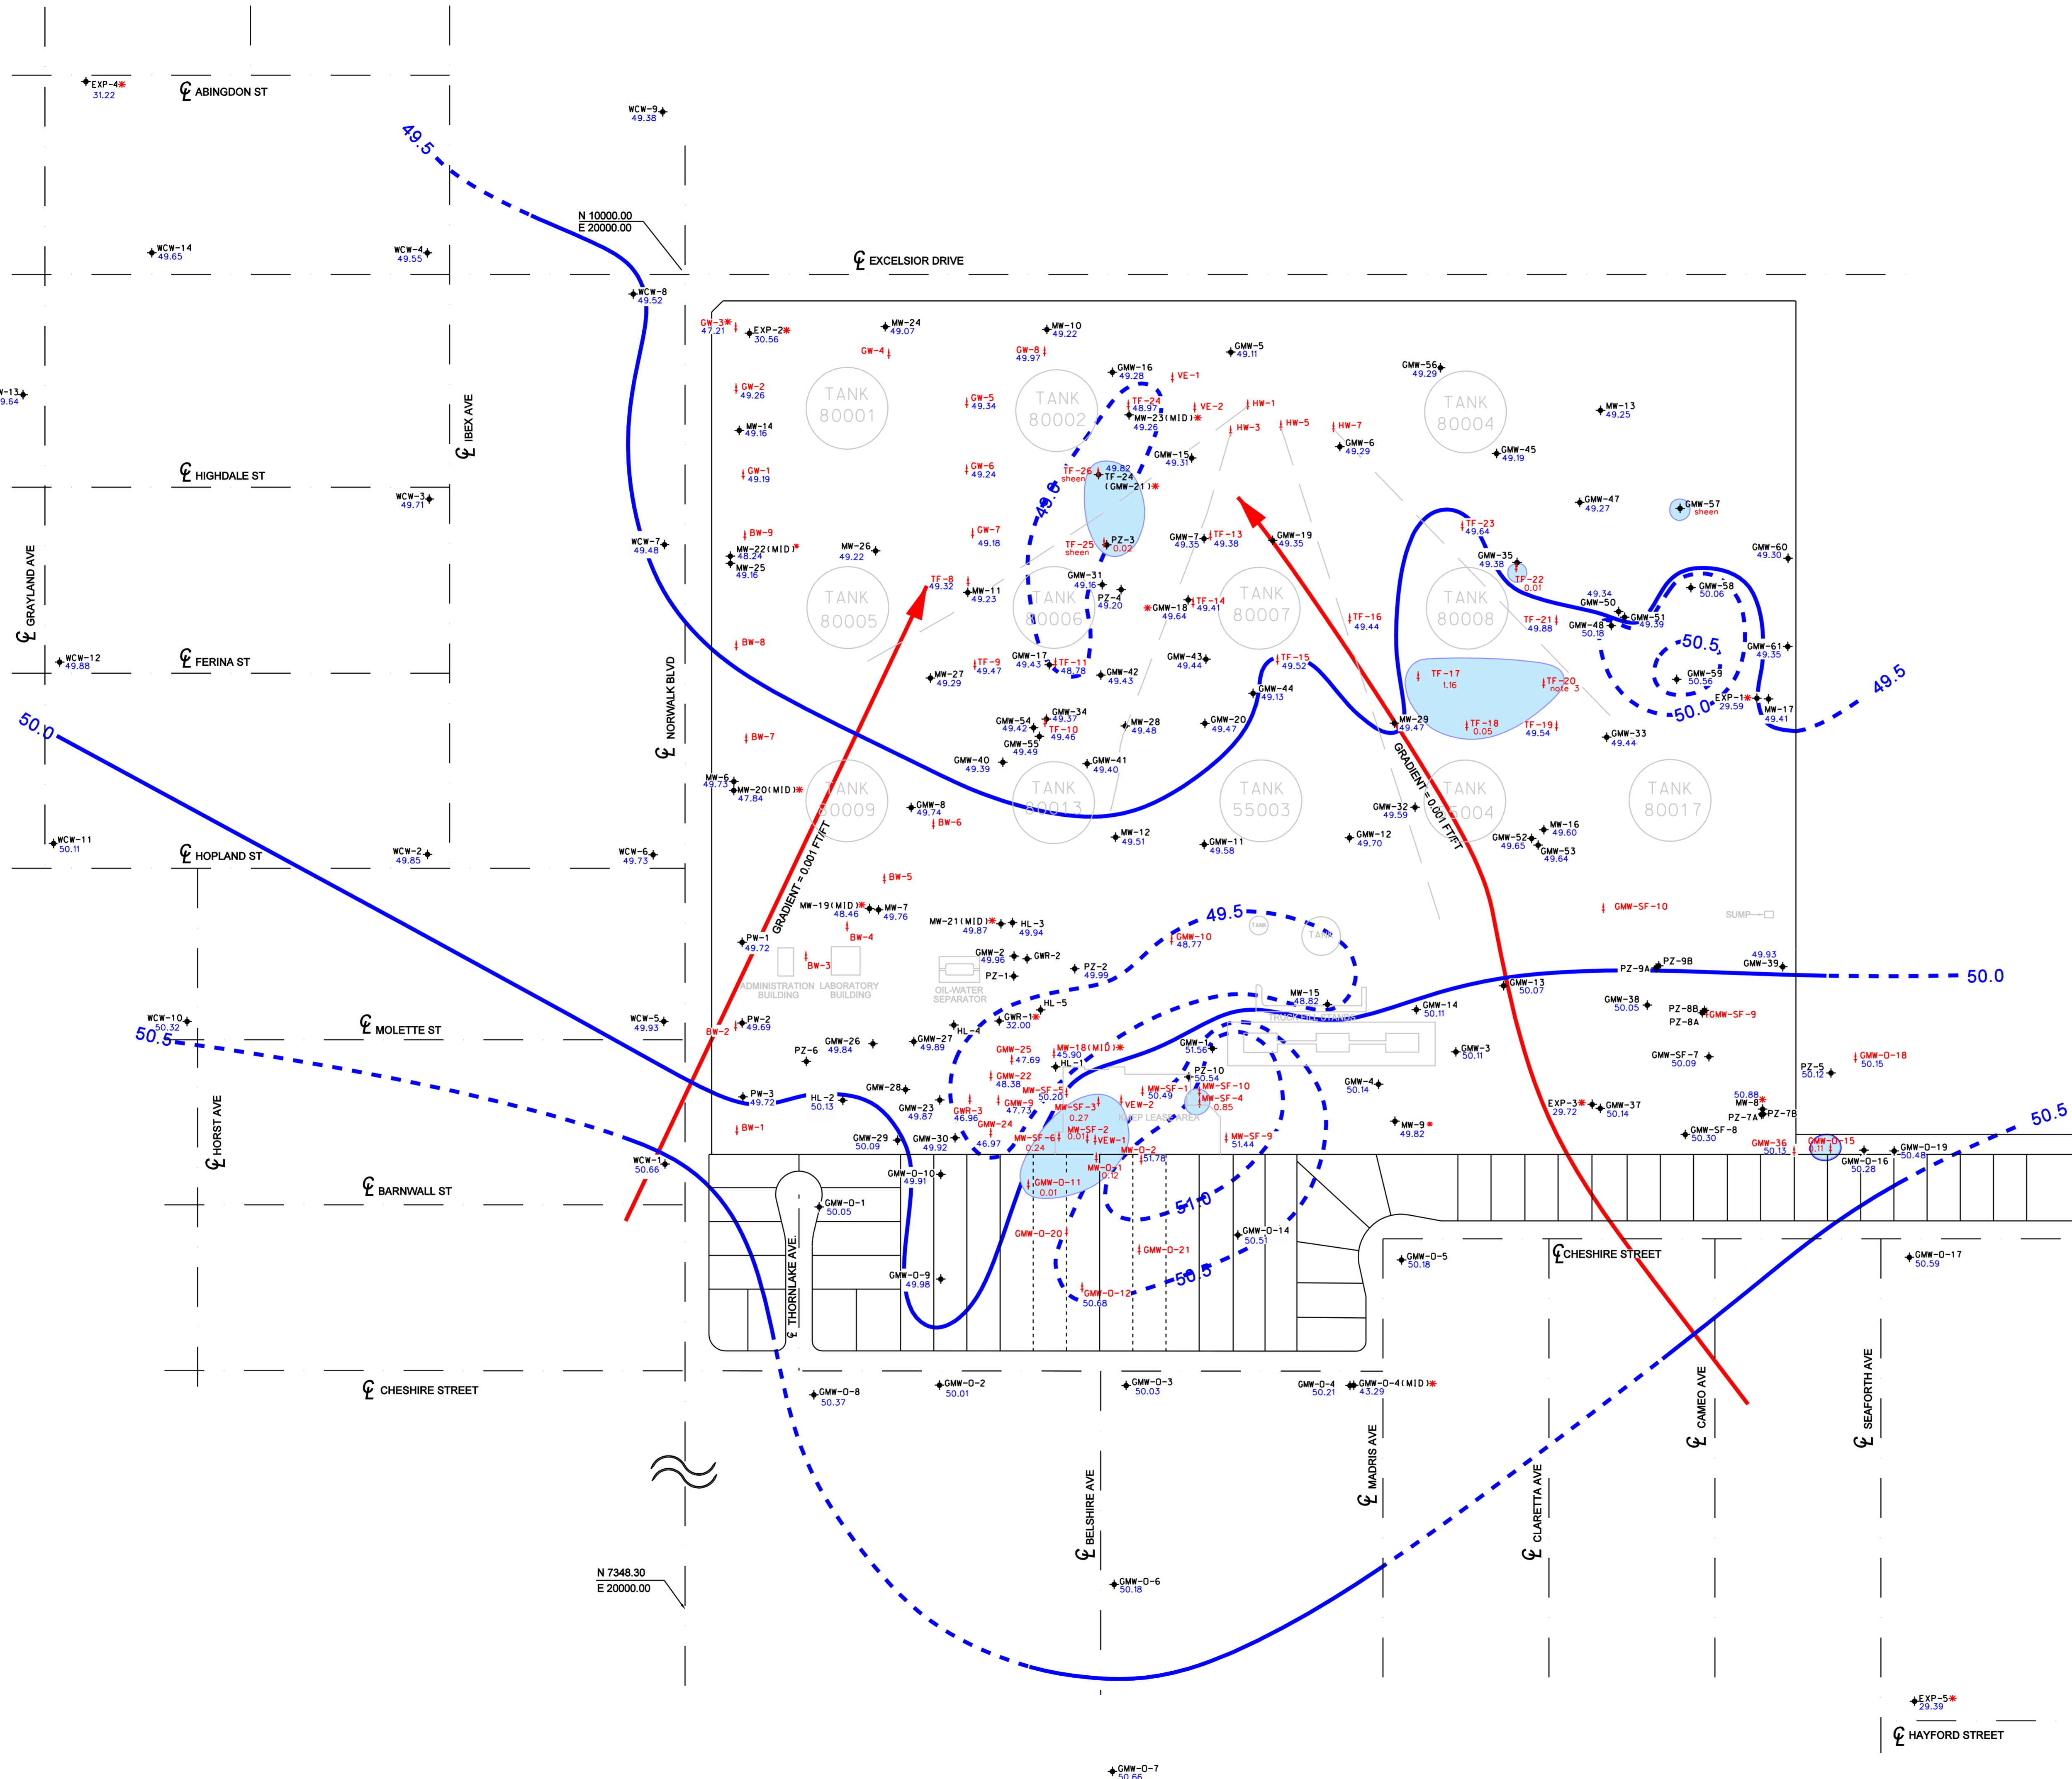 EXP-4*
31.22
℄ ABINGDON ST
WCW-9
49.38
49.5
N 10000.00
E 20000.00
WCW-14
49.65
WCW-4
49.55
℄ EXCELSIOR DRIVE
WCW-8
49.52
GW-3*
47.21
EXP-2*
30.56
MW-24
49.07
GW-4
MW-10
49.22
GW-8
49.97
GMW-5
49.11
GMW-16
49.28
VE-1
GMW-56
49.29
W-13
9.64
GW-2
49.26
TANK
80001
GW-5
49.34
TANK
80002
TF-24
48.97
MW-23(MID)*
49.26
VE-2
HW-1
HW-3
HW-5
HW-7
TANK
80004
MW-13
49.25
℄ IBEX AVE
MW-14
49.16
GMW-6
49.29
GMW-45
49.19
GMW-15
49.31
℄ HIGHDALE ST
GW-1
49.19
GW-6
49.24
TF-26
sheen
49.82
TF-24
(GMW-21)*
WCW-3
49.71
GMW-47
49.27
GMW-57
sheen
TF-23
49.64
℄ GRAYLAND AVE
WCW-7
49.48
BW-9
MW-22(MID)*
48.24
MW-25
49.16
MW-26
49.22
GW-7
49.18
TF-25
sheen
PZ-3
0.02
GMW-7
49.35
TF-13
49.38
GMW-19
49.35
GMW-35
49.38
TF-22
0.01
GMW-60
49.30
TF-8
49.32
MW-11
49.23
GMW-31
49.16
PZ-4
49.20
TANK
80005
TANK
80006
*GMW-18
49.64
TF-14
49.41
TANK
80007
TF-16
49.44
TANK
80008
TF-21
49.88
49.34
GMW-50
GMW-51
49.39
GMW-48
50.18
GMW-58
50.06
50.5
GMW-61
49.35
BW-8
WCW-12
49.88
℄ FERINA ST
℄ NORWALK BLVD
MW-27
49.29
TF-9
49.47
GMW-17
49.43
TF-11
48.78
GMW-42
49.43
GMW-43
49.44
TF-15
49.52
GMW-44
49.13
TF-17
1.16
TF-20
note 3
GMW-59
50.56
50.0
EXP-1*
29.59
MW-17
49.41
49.5
50.0
BW-7
GMW-54
49.42
GMW-34
49.37
TF-10
49.46
GMW-55
49.49
MW-28
49.48
GMW-20
49.47
MW-29
49.47
TF-18
0.05
TF-19
49.54
GMW-33
49.44
GMW-40
49.39
GMW-41
49.40
GRADIENT = 0.001 FT/FT
MW-6
49.73
MW-20(MID)*
47.84
TANK
GMW-8
49.74
BW-6
TANK
80013
TANK
55003
GMW-32
49.59
TANK
TANK
80017
WCW-11
50.11
℄ HOPLAND ST
WCW-2
49.85
WCW-6
49.73
MW-12
49.51
GMW-11
49.58
GMW-12
49.70
MW-16
49.60
GMW-52
49.65
GMW-53
49.64
GRADIENT = 0.001 FT/FT
BW-5
MW-19(MID)*
48.46
MW-7
49.76
BW-4
MW-21(MID)*
49.87
HL-3
49.94
49.5
TANK
TANK
GMW-SF-10
SUMP
PW-1
49.72
BW-3
GMW-2
49.96
GWR-2
PZ-1
PZ-2
49.99
GMW-10
48.77
PZ-9A
PZ-9B
49.93
GMW-39
50.0
ADMINISTRATION
BUILDING
LABORATORY
BUILDING
OIL-WATER
SEPARATOR
GMW-13
50.07
WCW-10
50.32
50.5
℄ MOLETTE ST
WCW-5
49.93
BW-2
PW-2
49.69
HL-5
GWR-1*
32.00
HL-4
MW-15
48.82
TRUCK FILL STANDS
GMW-14
50.11
GMW-38
50.05
PZ-8B
PZ-8A
GMW-SF-9
PZ-6
GMW-26
49.84
GMW-27
49.89
GMW-25
47.69
MW-18(MID)*
45.90
HL-1
GMW-1
51.56
GMW-3
50.11
GMW-SF-7
50.09
PZ-5
50.12
GMW-O-18
50.15
GMW-22
48.38
PZ-10
50.54
GMW-4
50.14
PW-3
49.72
HL-2
50.13
GMW-28
GMW-23
49.87
GWR-3
46.96
GMW-9
47.73
MW-SF-5
50.20
MW-SF-3
0.27
MW-SF-1
50.49
VEW-2
MW-SF-10
MW-SF-4
0.85
EXP-3*
29.72
GMW-37
50.14
50.88*
MW-8
PZ-7A
PZ-7B
BW-1
GMW-24
46.97
GMW-29
50.09
GMW-30
49.92
MW-SF-6
0.24
MW-SF-2
0.01
VEW-1
MW-SF-9
51.44
MW-9*
49.82
GMW-SF-8
50.30
GMW-36
50.13
GMW-O-15
0.11
GMW-O-16
50.28
GMW-O-19
50.48
50.5
℄ HORST AVE
WCW-1
50.66
GMW-O-10
49.91
MW-O-2
51.78
MW-O-1
0.12
GMW-O-11
0.01
℄ BARNWALL ST
GMW-O-1
50.05
51.0
℄ THORNLAKE AVE.
GMW-O-20
GMW-O-21
GMW-O-14
50.51
GMW-O-5
50.18
℄ CHESHIRE STREET
GMW-O-17
50.59
GMW-O-9
49.98
GMW-O-12
50.68
50.5
℄ CHESHIRE STREET
GMW-O-8
50.37
GMW-O-2
50.01
GMW-O-3
50.03
GMW-O-4
50.21
GMW-O-4(MID)*
43.29
℄ MADRIS AVE
℄ CLARETTA AVE
℄ CAMEO AVE
℄ SEAFORTH AVE
℄ BELSHIRE AVE
N 7348.30
E 20000.00
GMW-O-6
50.18
EXP-5*
29.39
℄ HAYFORD STREET
GMW-O-7
50.66